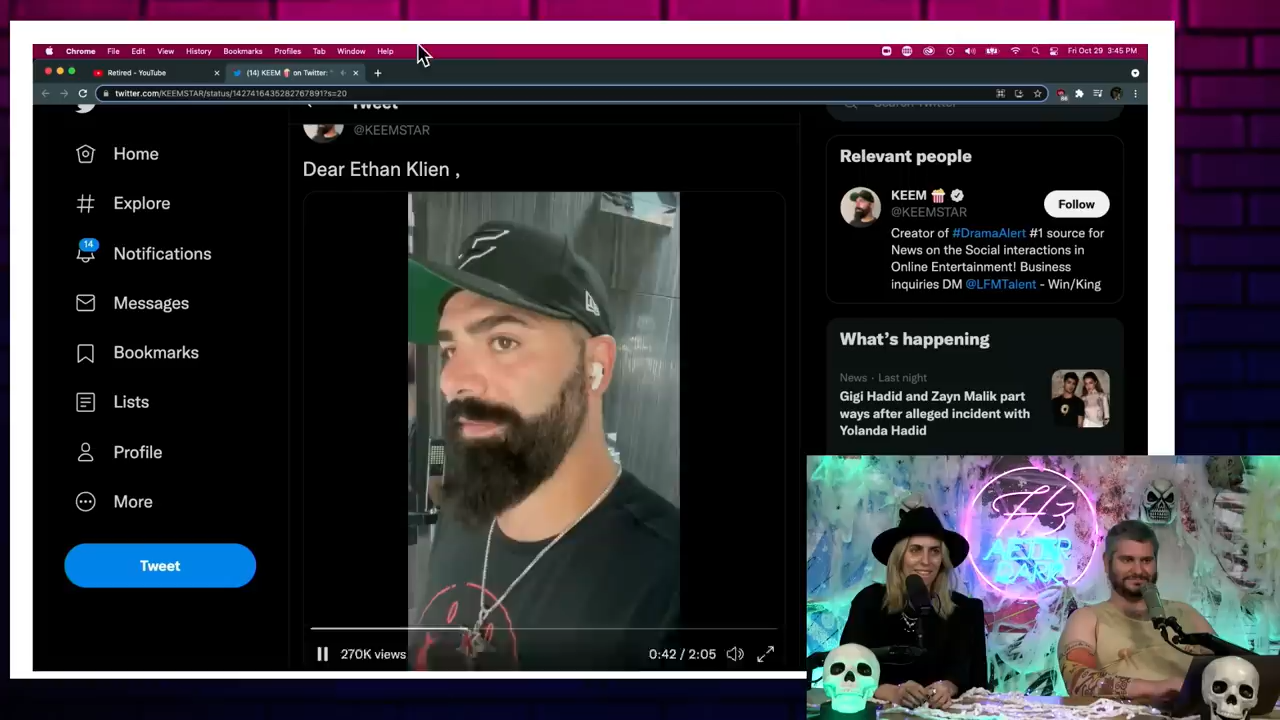 Chrome File Edit View History Bookmarks Profiles Tab Window Help
Fri Oct 29 3:45 PM
Retired - YouTube
(14) KEEM 🍿 on Twitter: "
twitter.com/KEEMSTAR/status/1427416435282767891?s=20
Home
Explore
14
Notifications
Messages
Bookmarks
Lists
Profile
More
Tweet
Tweet
@KEEMSTAR
Dear Ethan Klien ,
270K views
0:42 / 2:05
Search Twitter
Relevant people
KEEM 🍿
@KEEMSTAR
Follow
Creator of #DramaAlert #1 source for
News on the Social interactions in
Online Entertainment! Business
inquiries DM @LFMTalent - Win/King
What's happening
News · Last night
Gigi Hadid and Zayn Malik part
ways after alleged incident with
Yolanda Hadid
H3
AFTER
DARK